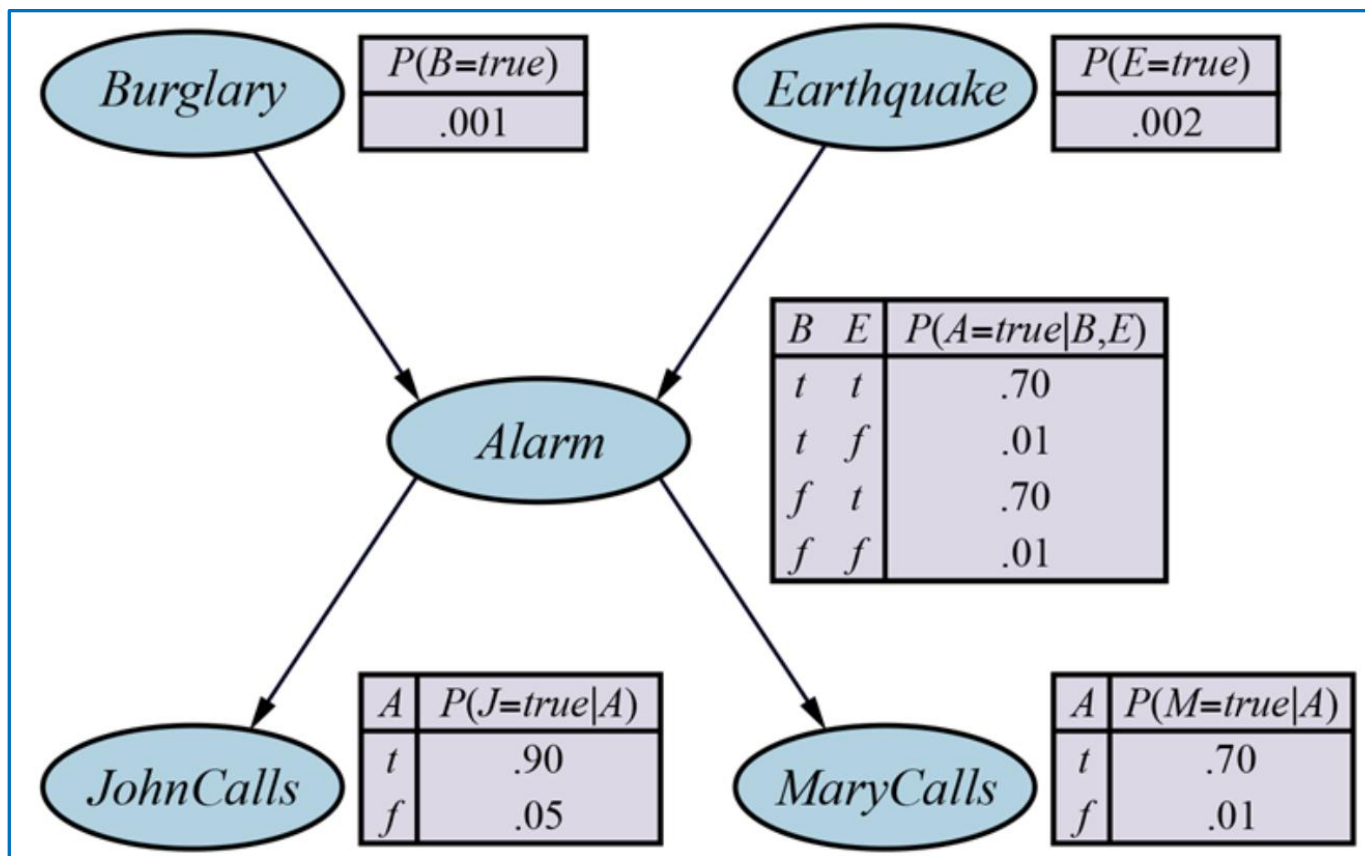 Burglary
P(B=true)
.001
Earthquake
P(E=true)
.002
B E P(A=true|B,E)
t t .70
t f .01
f t .70
f f .01
Alarm
A P(J=true|A)
t .90
f .05
JohnCalls
A P(M=true|A)
t .70
f .01
MaryCalls